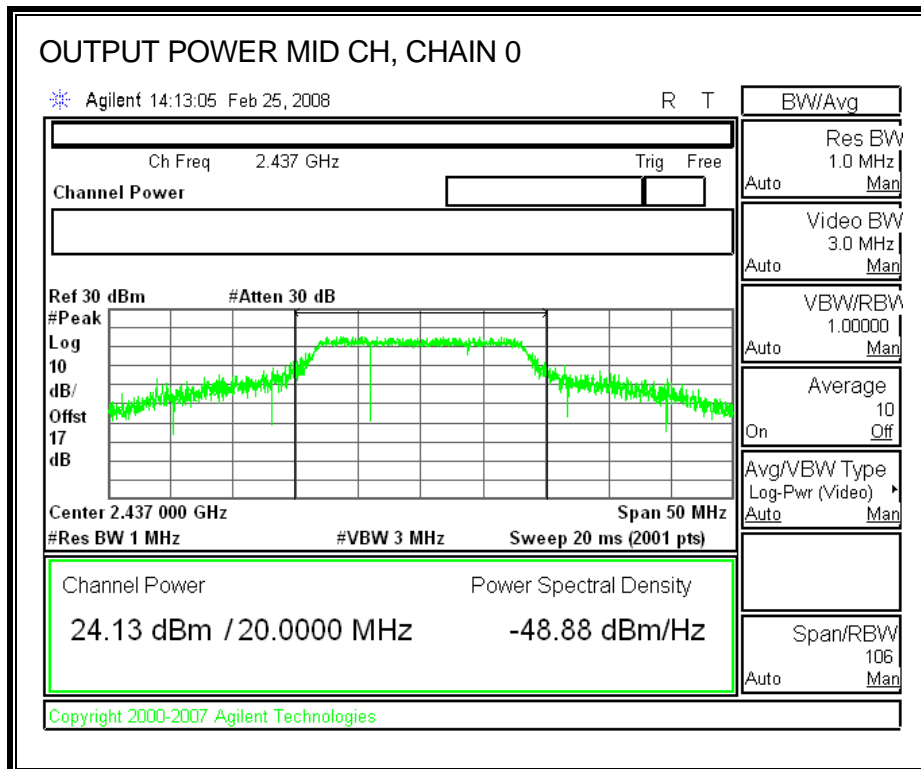 OUTPUT POWER MID CH, CHAIN 0
Agilent 14:13:05 Feb 25, 2008 R T
Ch Freq 2.437 GHz Trig Free
Channel Power
Ref 30 dBm #Atten 30 dB
#Peak
Log
10
dB/
Offst
17
dB
Center 2.437 000 GHz Span 50 MHz
#Res BW 1 MHz #VBW 3 MHz Sweep 20 ms (2001 pts)
Channel Power Power Spectral Density
24.13 dBm / 20.0000 MHz -48.88 dBm/Hz
Copyright 2000-2007 Agilent Technologies
BW/Avg
Res BW
1.0 MHz
Auto Man
Video BW
3.0 MHz
Auto Man
VBW/RBW
1.00000
Auto Man
Average
10
On Off
Avg/VBW Type
Log-Pwr (Video)
Auto Man
Span/RBW
106
Auto Man